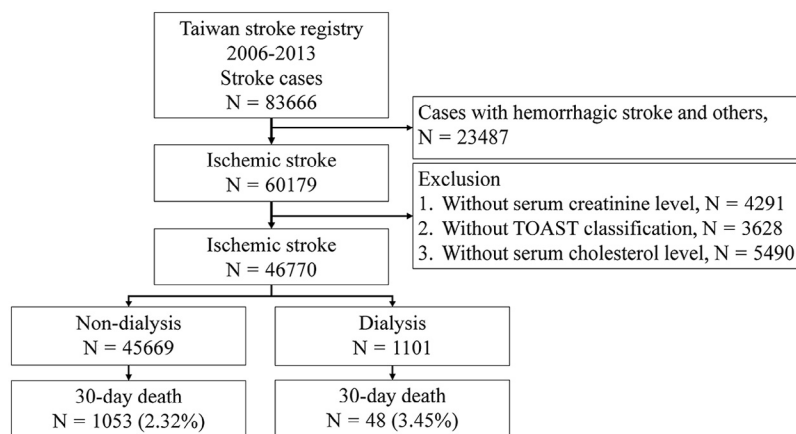 Taiwan stroke registry
2006-2013
Stroke cases
N = 83666
Cases with hemorrhagic stroke and others,
N = 23487
Ischemic stroke
N = 60179
Exclusion
1. Without serum creatinine level, N = 4291
2. Without TOAST classification, N = 3628
3. Without serum cholesterol level, N = 5490
Ischemic stroke
N = 46770
Non-dialysis
N = 45669
Dialysis
N = 1101
30-day death
N = 1053 (2.32%)
30-day death
N = 48 (3.45%)